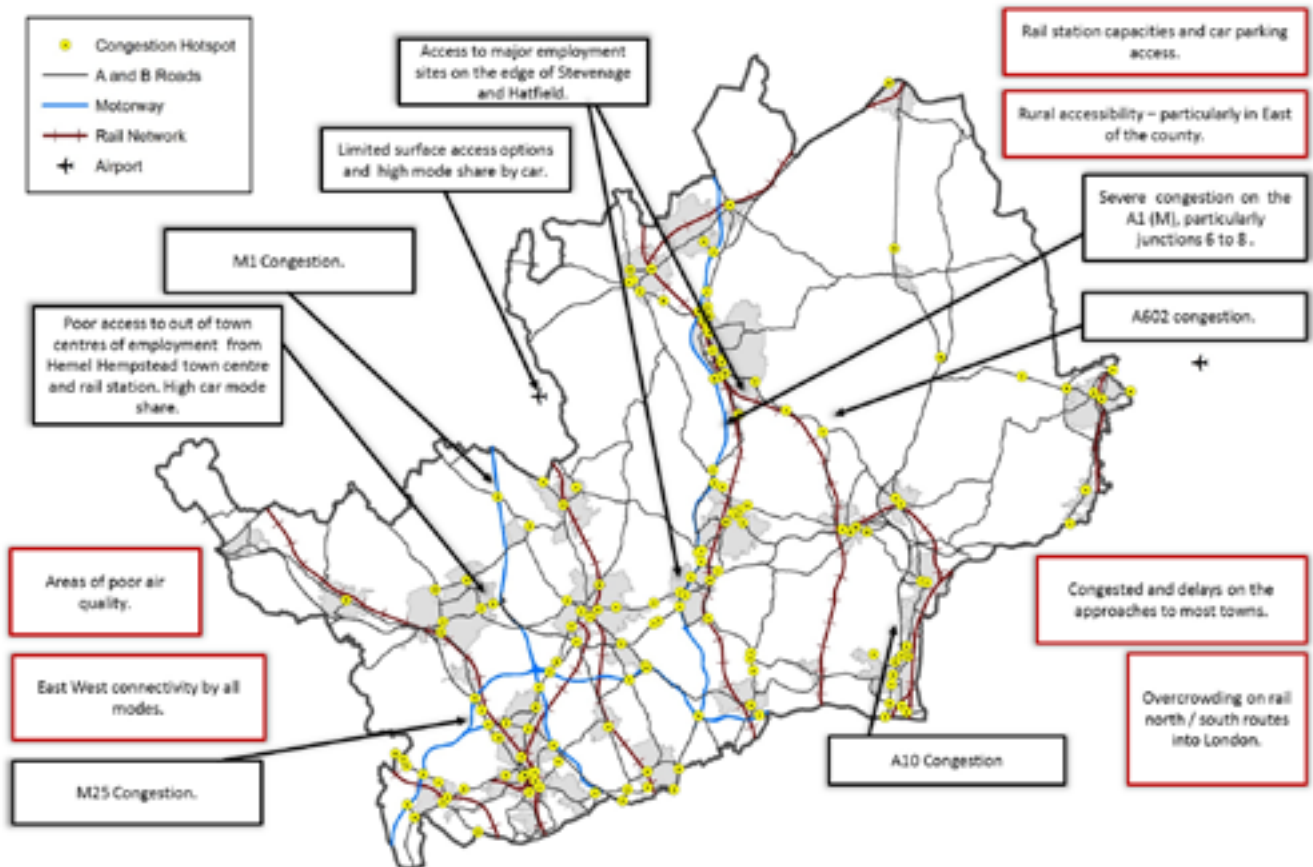 Congestion Hotspot
A and B Roads
Motorway
Rail Network
Airport
Access to major employment
sites on the edge of Stevenage
and Hatfield.
Limited surface access options
and high mode share by car.
M1 Congestion.
Poor access to out of town
centres of employment from
Hemel Hempstead town centre
and rail station. High car mode
share.
Areas of poor air
quality.
East West connectivity by all
modes.
M25 Congestion.
Rail station capacities and car parking
access.
Rural accessibility – particularly in East
of the county.
Severe congestion on the
A1 (M), particularly
junctions 6 to 8 .
A602 congestion.
Congested and delays on the
approaches to most towns.
Overcrowding on rail
north / south routes
into London.
A10 Congestion